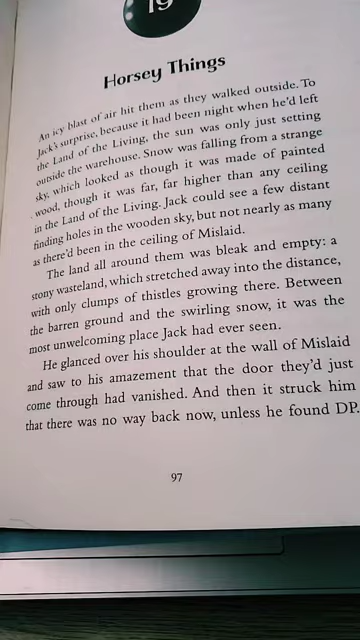 19
Horsey Things
An icy blast of air hit them as they walked outside. To
Jack's surprise, because it had been night when he'd left
the Land of the Living, the sun was only just setting
outside the warehouse. Snow was falling from a strange
sky, which looked as though it was made of painted
wood, though it was far, far higher than any ceiling
in the Land of the Living. Jack could see a few distant
finding holes in the wooden sky, but not nearly as many
as there'd been in the ceiling of Mislaid.
The land all around them was bleak and empty: a
stony wasteland, which stretched away into the distance,
with only clumps of thistles growing there. Between
the barren ground and the swirling snow, it was the
most unwelcoming place Jack had ever seen.
He glanced over his shoulder at the wall of Mislaid
and saw to his amazement that the door they'd just
come through had vanished. And then it struck him
that there was no way back now, unless he found DP.
97